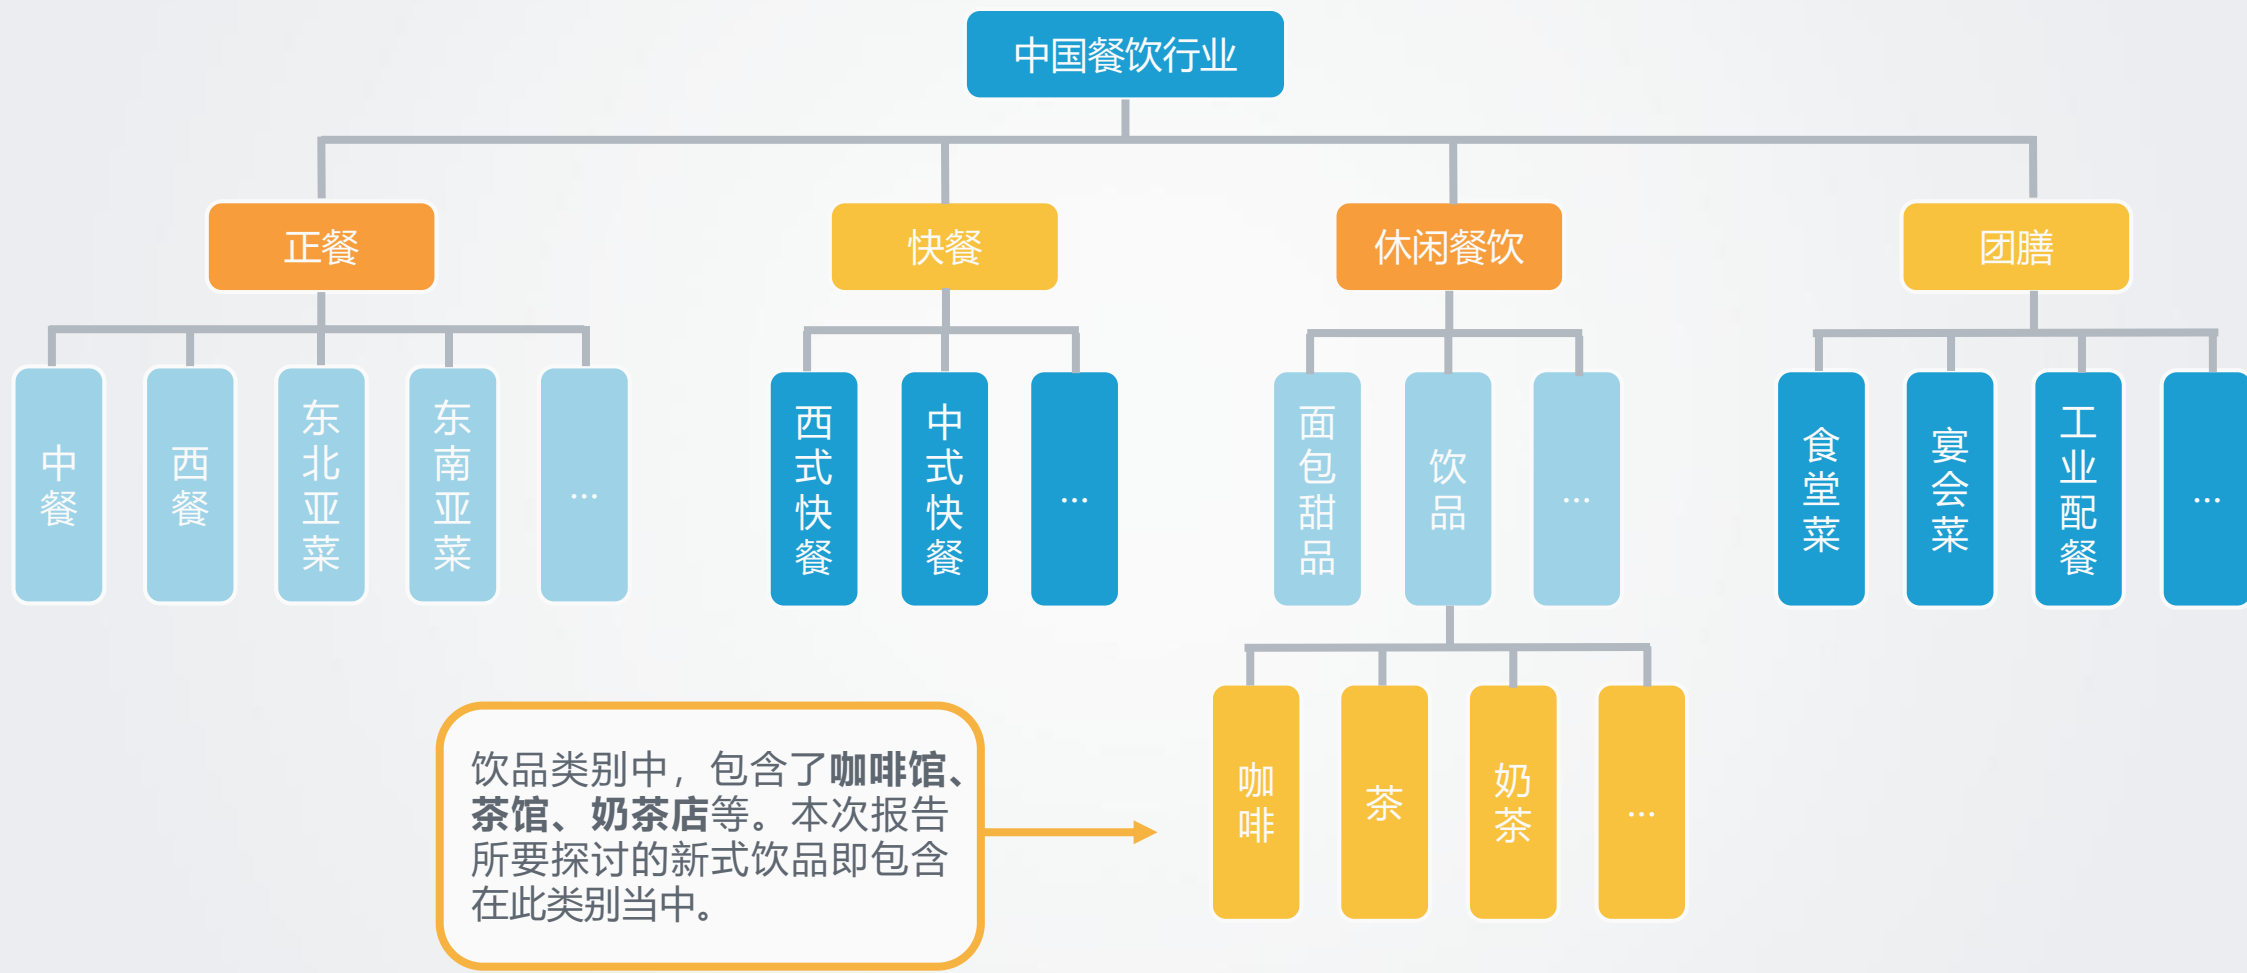 中国餐饮行业
正餐
快餐
休闲餐饮
团膳
中餐
西餐
东北亚菜
东南亚菜
...
西式快餐
中式快餐
...
面包甜品
饮品
...
食堂菜
宴会菜
工业配餐
...
咖啡
茶
奶茶
...
饮品类别中，包含了咖啡馆、
茶馆、奶茶店等。本次报告
所要探讨的新式饮品即包含
在此类别当中。